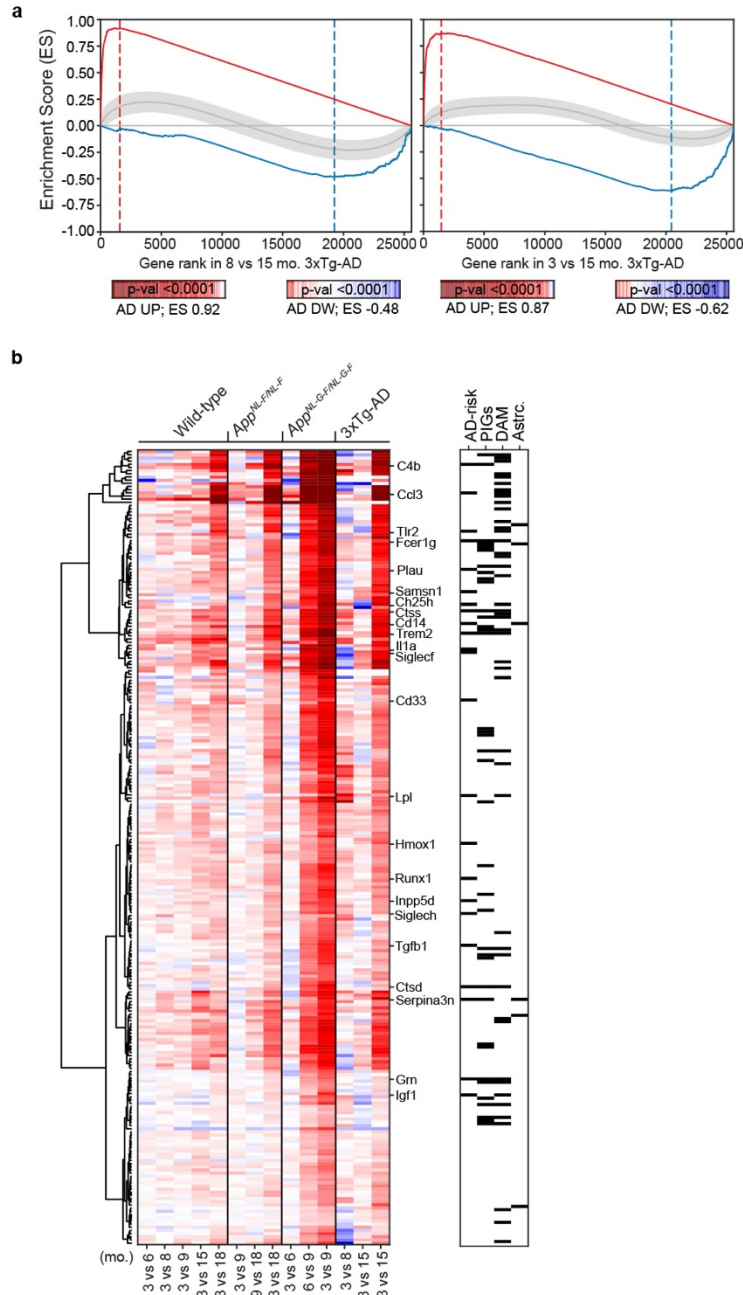 a
Enrichment Score (ES)
1.00
0.75
0.50
0.25
0.00
-0.25
-0.50
-0.75
-1.00
0 5000 10000 15000 20000 25000
0 5000 10000 15000 20000 25000
Gene rank in 8 vs 15 mo. 3xTg-AD
Gene rank in 3 vs 15 mo. 3xTg-AD
p-val <0.0001
AD UP; ES 0.92
p-val <0.0001
AD DW; ES -0.48
p-val <0.0001
AD UP; ES 0.87
p-val <0.0001
AD DW; ES -0.62
b
Wild-type
App NL-F/NL-F
App NL-G-F/NL-G-F
3xTg-AD
AD-risk
PIGs
DAM
Astrc.
C4b
Ccl3
Tlr2
Fcer1g
Plau
Samsn1
Ch25h
Ctss
Cd14
Trem2
Il1a
Siglecf
Cd33
Lpl
Hmox1
Runx1
Inpp5d
Siglech
Tgfb1
Ctsd
Serpina3n
Grn
Igf1
(mo.)
3 vs 6
3 vs 8
3 vs 9
3 vs 15
3 vs 18
3 vs 9
9 vs 18
3 vs 18
3 vs 6
6 vs 9
3 vs 9
3 vs 8
vs 15
3 vs 15